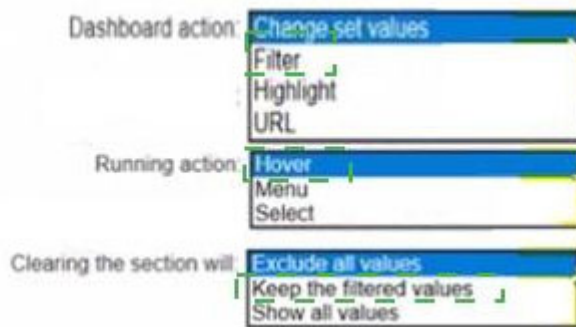 Dashboard action: Change set values
Filter
Highlight
URL
Running action: Hover
Menu
Select
Clearing the section will: Exclude all values
Keep the filtered values
Show all values